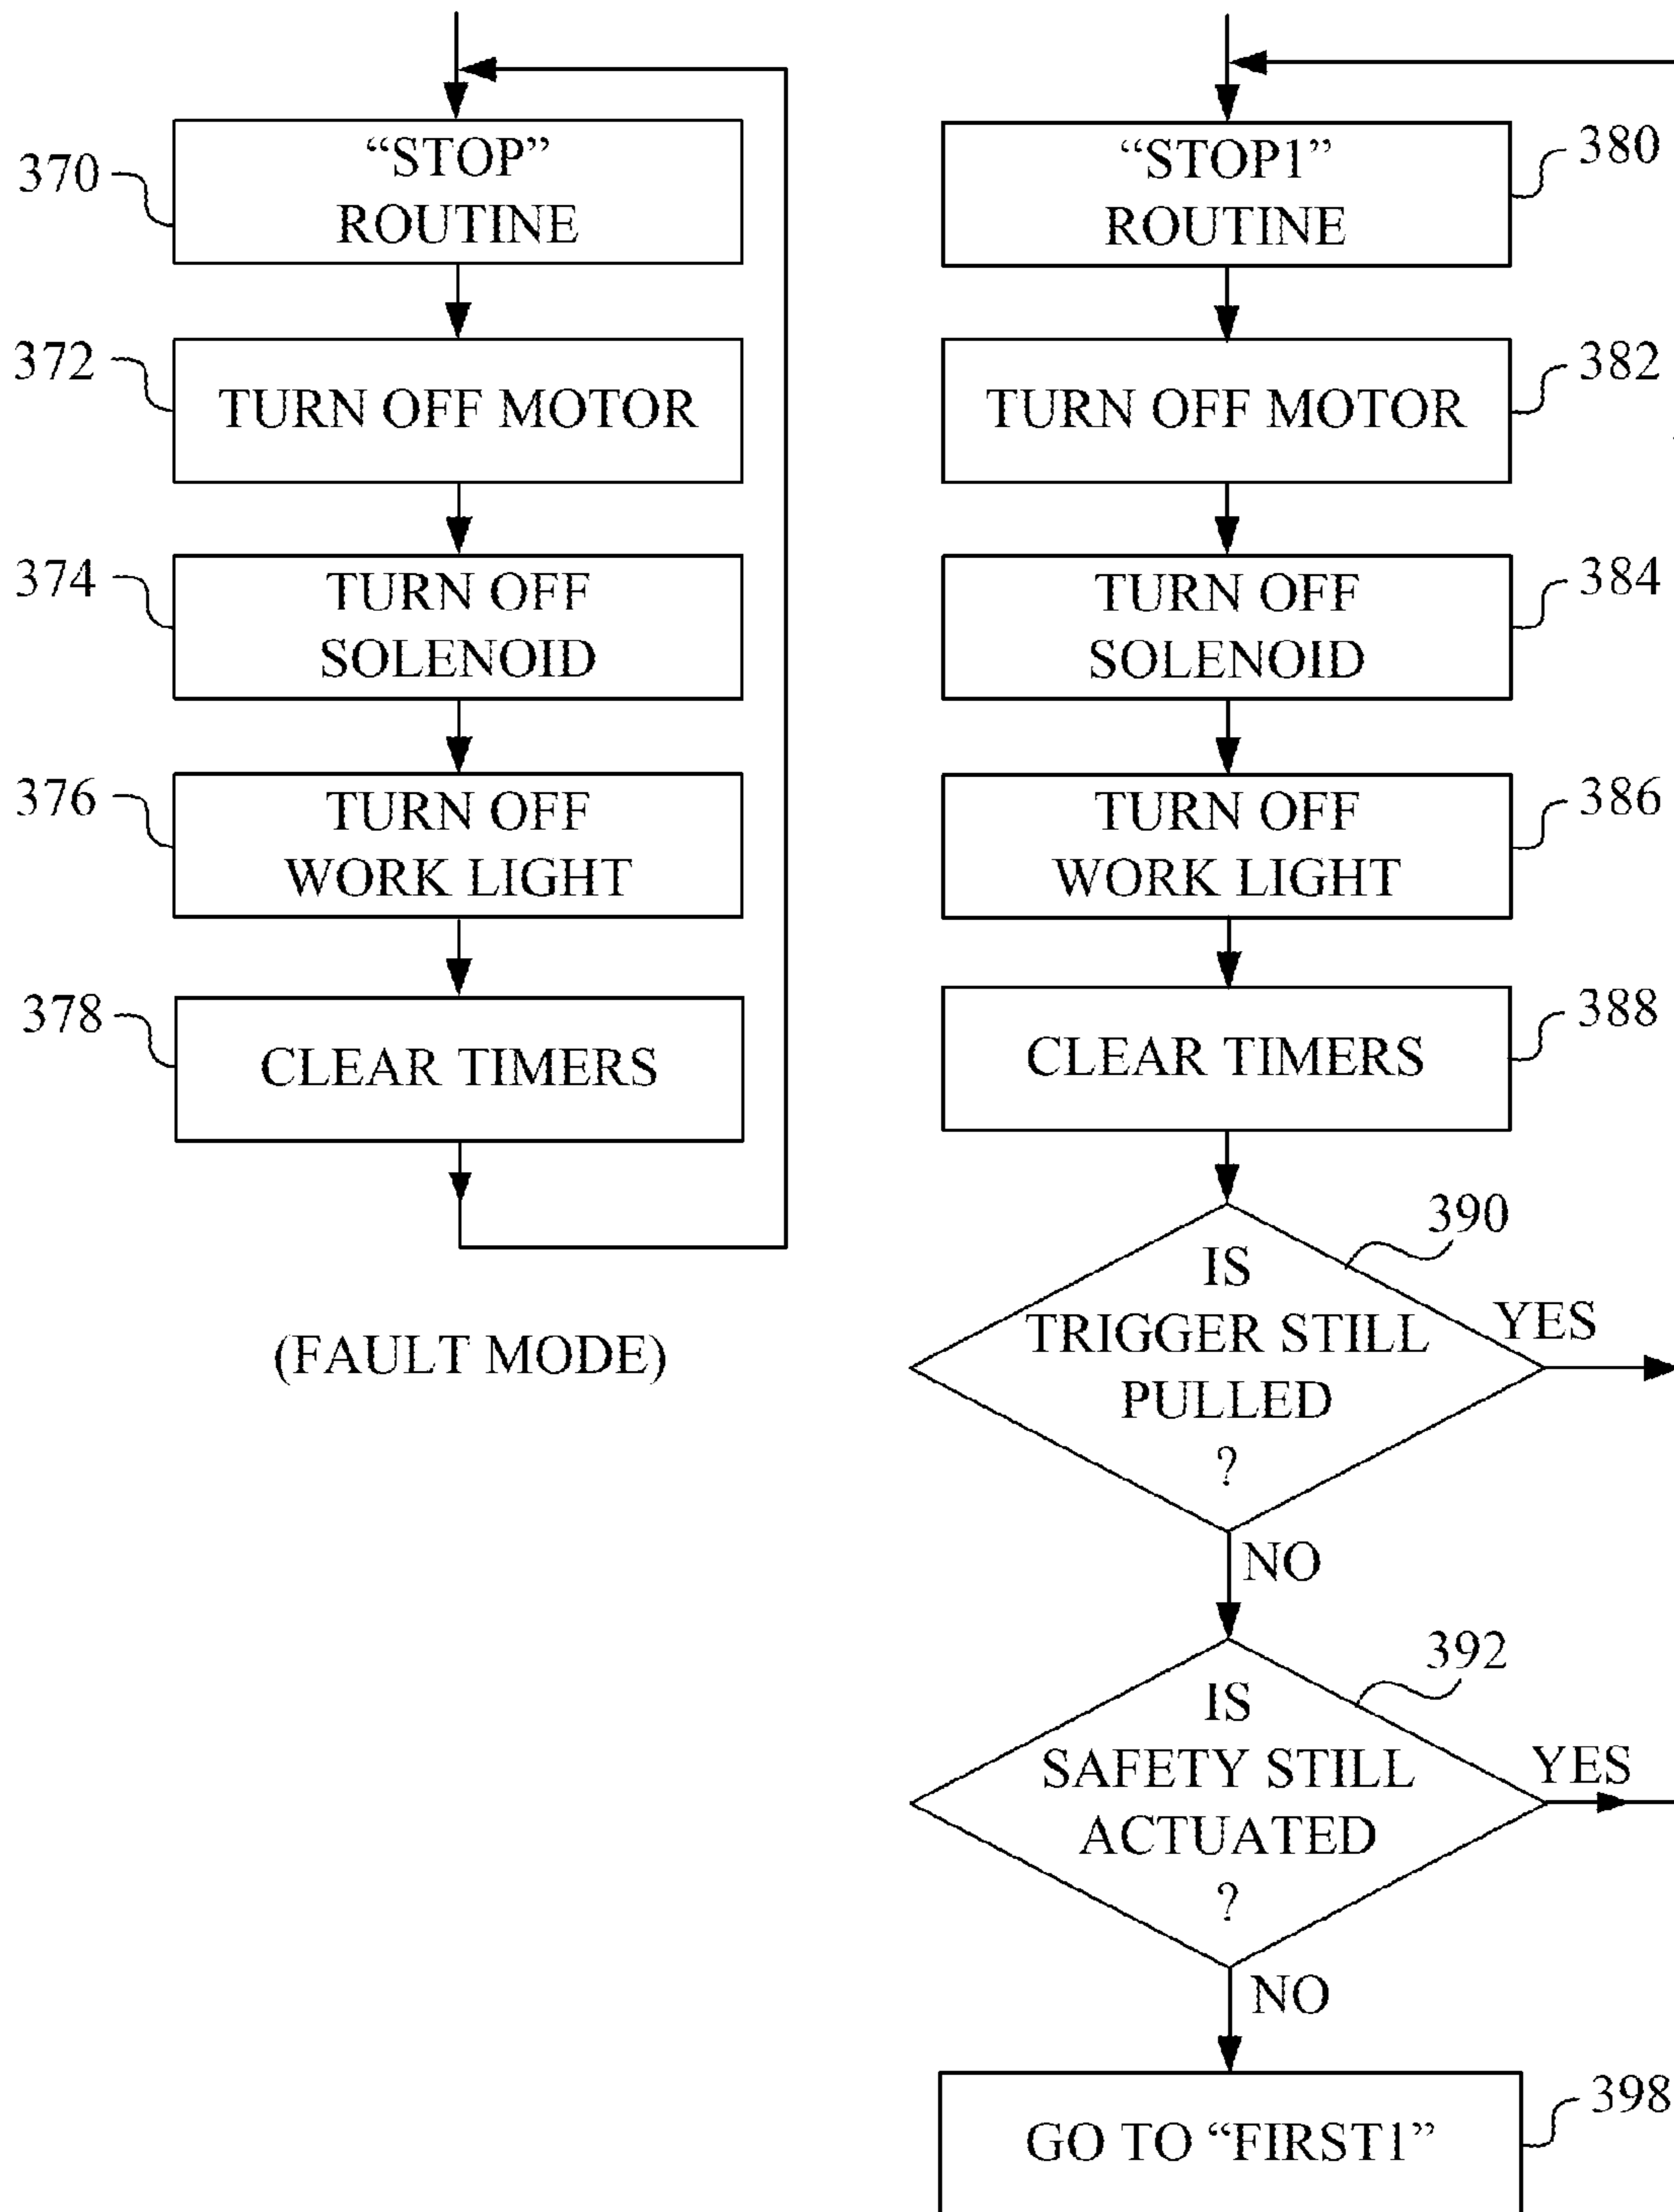 370
“STOP”
ROUTINE
372
TURN OFF MOTOR
374
TURN OFF
SOLENOID
376
TURN OFF
WORK LIGHT
378
CLEAR TIMERS
(FAULT MODE)
“STOP1”
ROUTINE
380
TURN OFF MOTOR
382
TURN OFF
SOLENOID
384
TURN OFF
WORK LIGHT
386
CLEAR TIMERS
388
390
IS
TRIGGER STILL
PULLED
?
YES
NO
392
IS
SAFETY STILL
ACTUATED
?
YES
NO
GO TO “FIRST1”
398